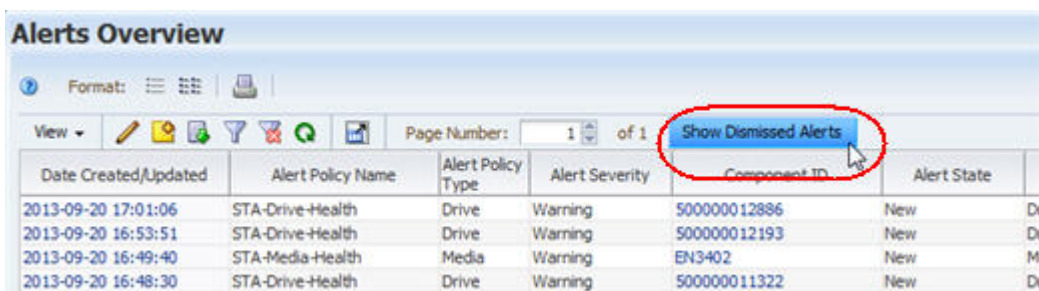 Alerts Overview
Format:
View Page Number: 1 of 1 Show Dismissed Alerts
Date Created/Updated Alert Policy Name Alert Policy Type Alert Severity Component ID Alert State
2013-09-20 17:01:06 STA-Drive-Health Drive Warning 500000012886 New
2013-09-20 16:53:51 STA-Drive-Health Drive Warning 500000012193 New
2013-09-20 16:49:40 STA-Media-Health Media Warning EN3402 New M
2013-09-20 16:48:30 STA-Drive-Health Drive Warning 500000011322 New